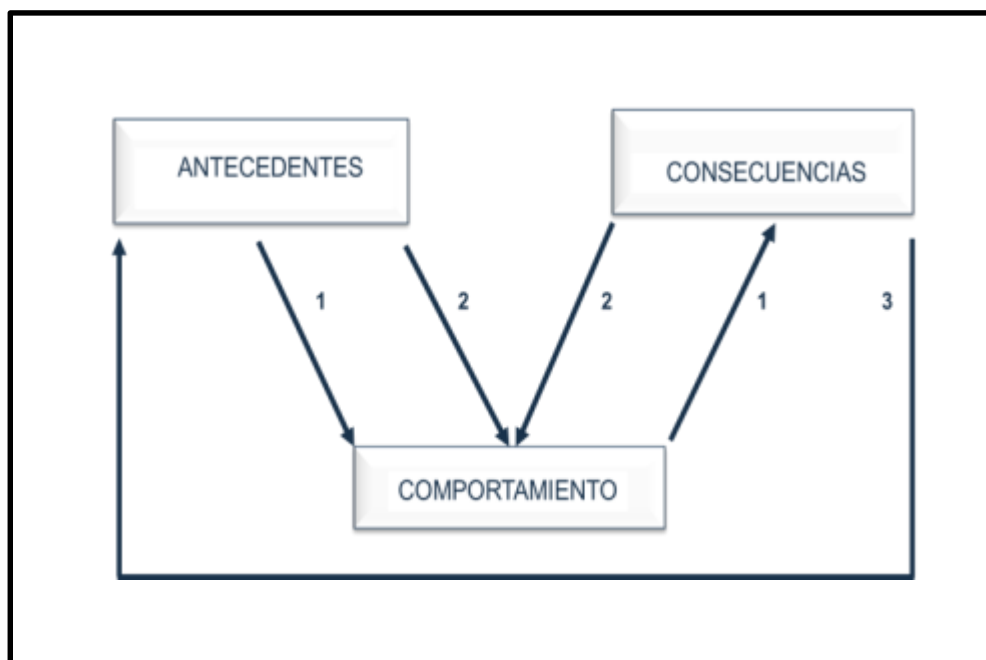 ANTECEDENTES
CONSECUENCIAS
1
2
2
1
3
COMPORTAMIENTO